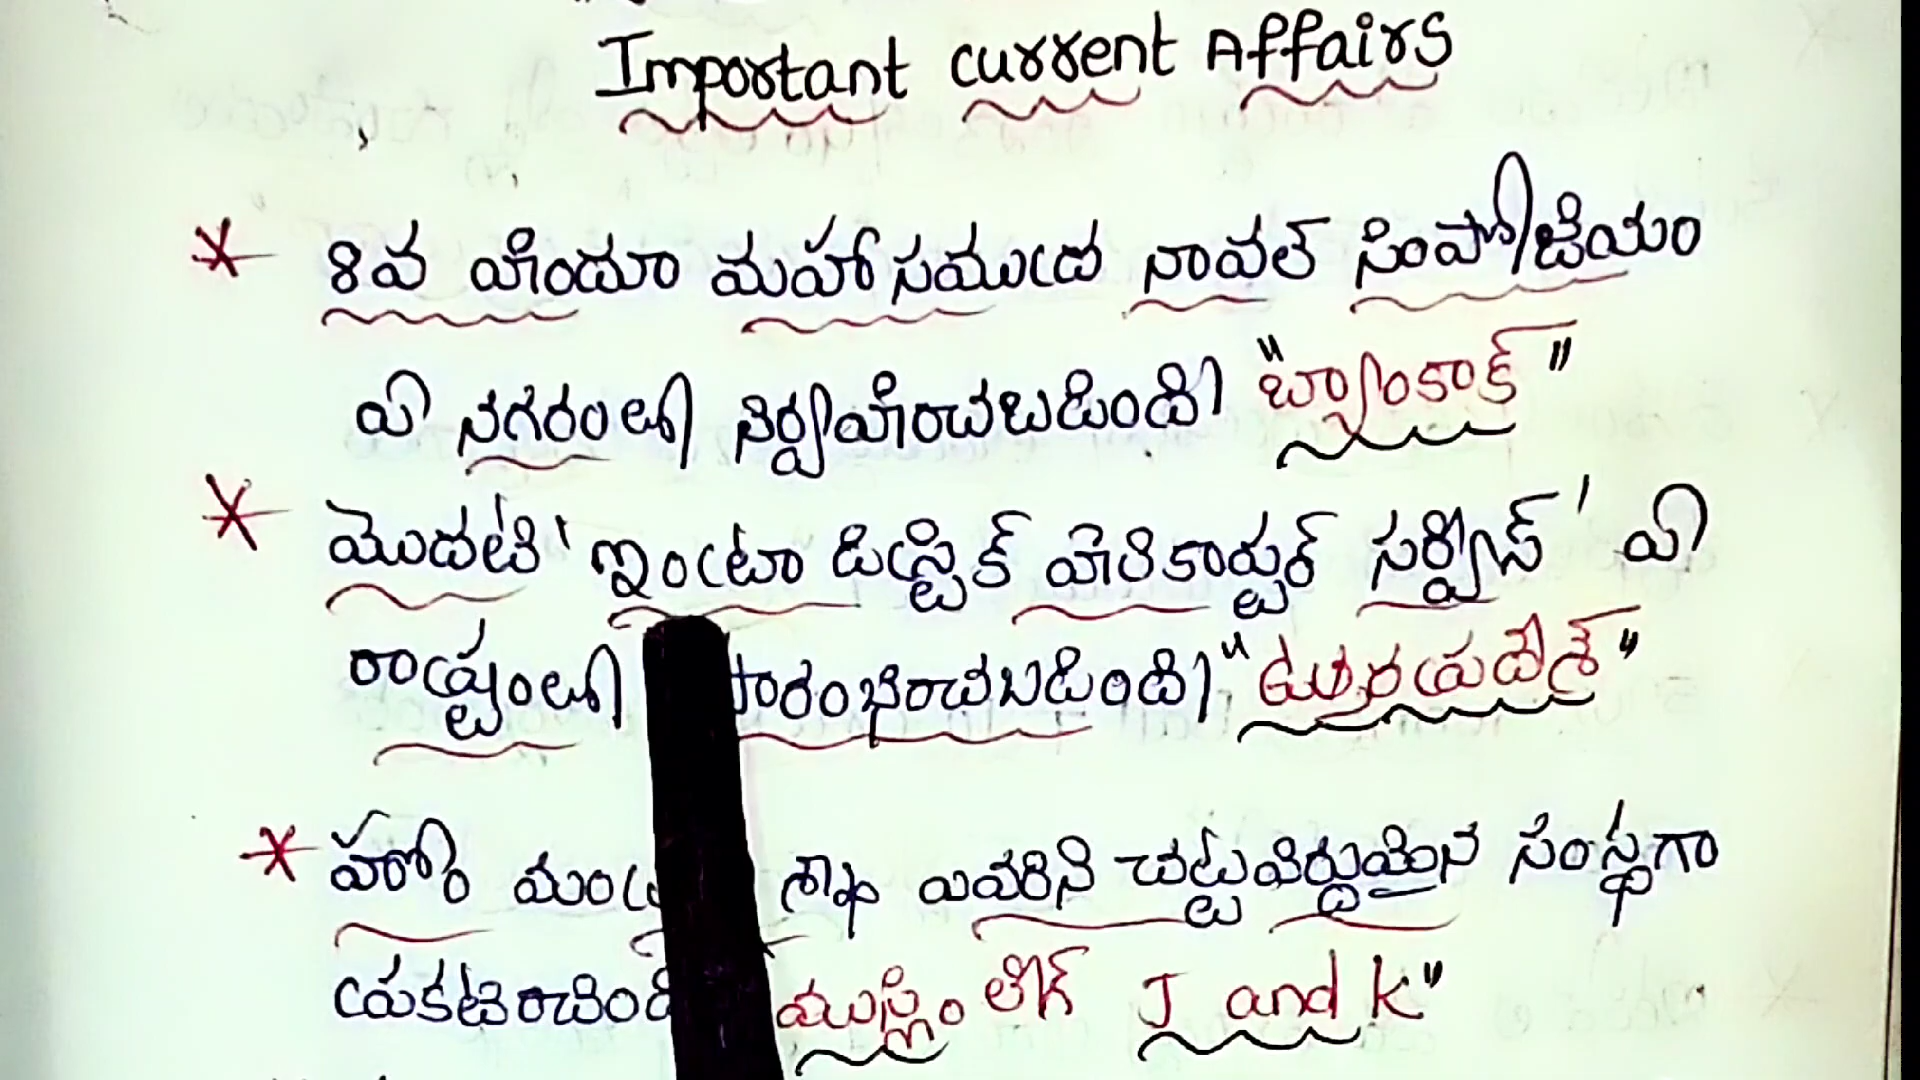 Important current Affairs
* 8వ హిందూ మహాసముద్ర నావల్ సింపోజియం
ఏ నగరంలో నిర్వహించబడింది "బ్యాంకాక్"
* మొదటి 'ఇంట్రా డిస్ట్రిక్ హెలికాప్టర్ సర్వీస్' ఏ
రాష్ట్రంలో ప్రారంభించబడింది "ఉత్తరప్రదేశ్"
* హోం శాఖ ఎవరిని చట్టవిరుద్ధమైన సంస్థగా
ప్రకటించింది ముస్లిం లీగ్ J and K"